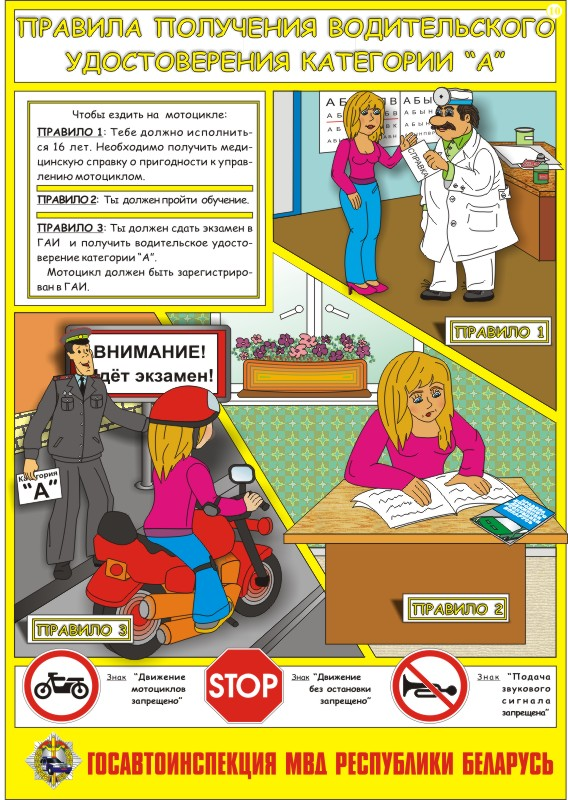 ПРАВИЛА ПОЛУЧЕНИЯ ВОДИТЕЛЬСКОГО
УДОСТОВЕРЕНИЯ КАТЕГОРИИ "А"
Чтобы ездить на мотоцикле:
ПРАВИЛО 1: Тебе должно исполнить-
ся 16 лет. Необходимо получить меди-
цинскую справку о пригодности к управ-
лению мотоциклом.
ПРАВИЛО 2: Ты должен пройти обучение.
ПРАВИЛО 3: Ты должен сдать экзамен в
ГАИ и получить водительское удосто-
верение категории "А".
Мотоцикл должен быть зарегистриро-
ван в ГАИ.
СПРАВКА
ПРАВИЛО 1
ВНИМАНИЕ!
дёт экзамен!
Категория
"А"
ПРАВИЛО 2
ПРАВИЛО 3
Знак "Движение
мотоциклов
запрещено"
STOP
Знак "Движение
без остановки
запрещено"
Знак "Подача
звукового
сигнала
запрещена"
ГОСАВТОИНСПЕКЦИЯ МВД РЕСПУБЛИКИ БЕЛАРУСЬ